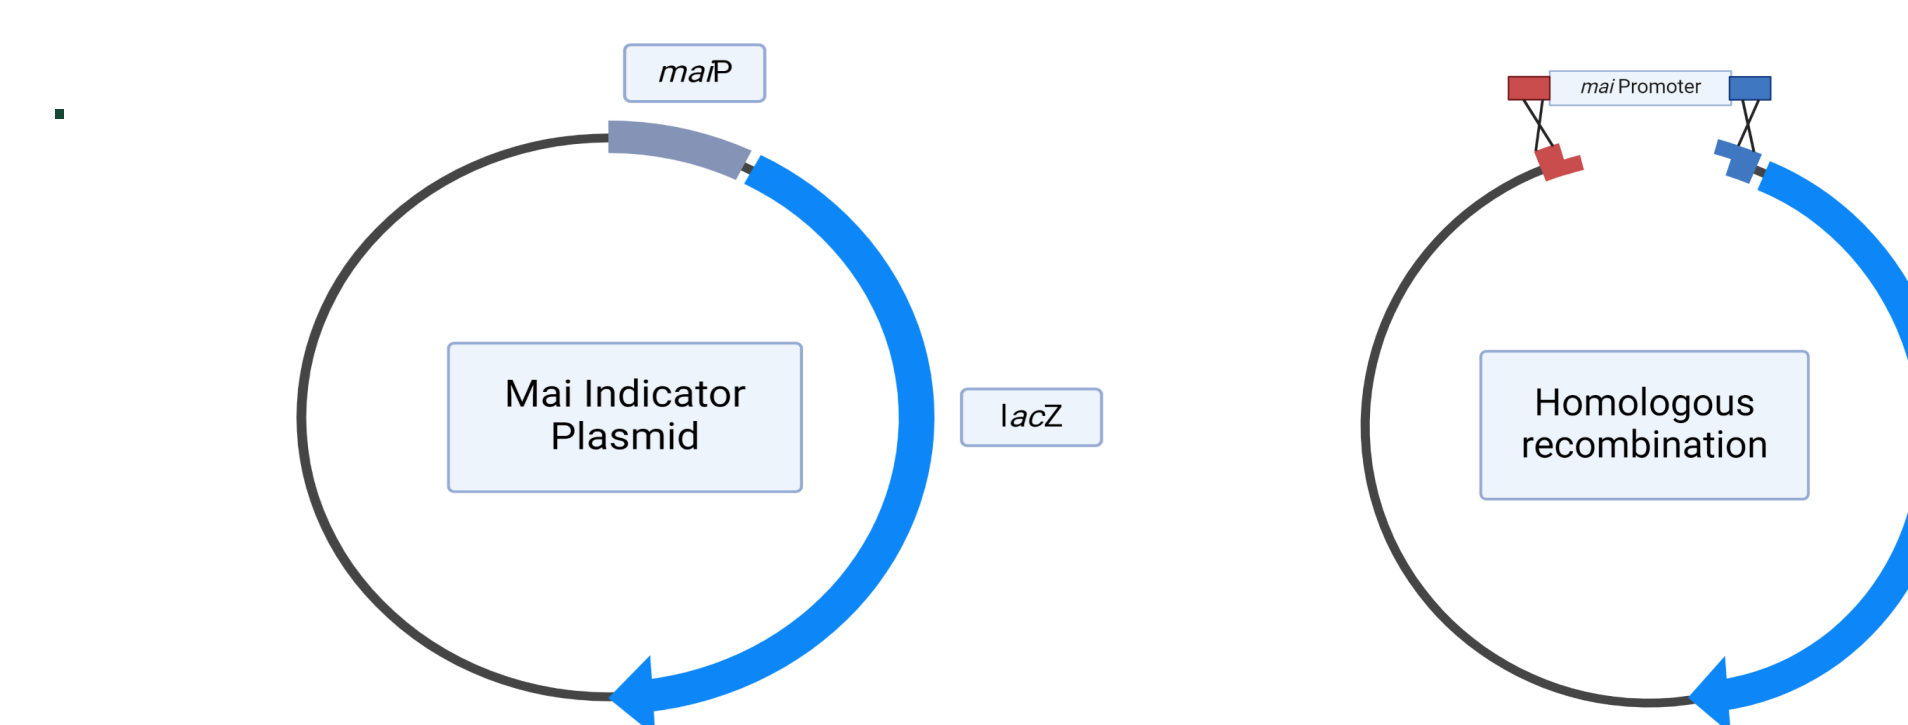 maiP
mai Promoter
Mai Indicator
Plasmid
lacZ
Homologous
recombination